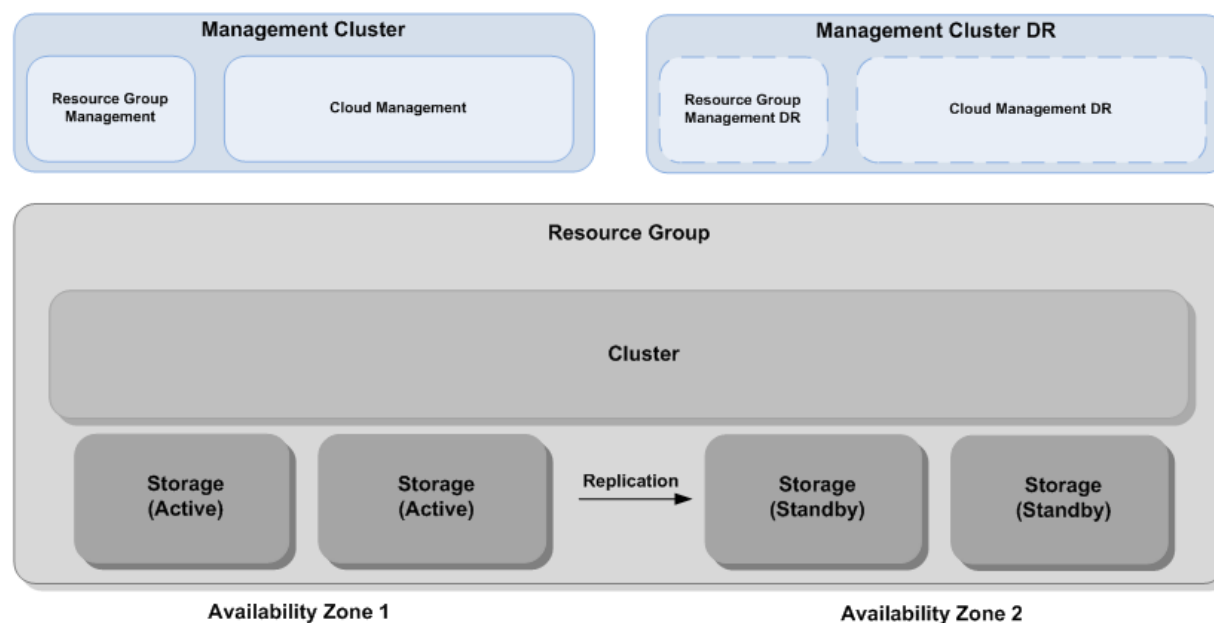 Management Cluster
Management Cluster DR
Resource Group
Management
Cloud Management
Resource Group
Management DR
Cloud Management DR
Resource Group
Cluster
Storage
(Active)
Storage
(Active)
Replication
Storage
(Standby)
Storage
(Standby)
Availability Zone 1
Availability Zone 2